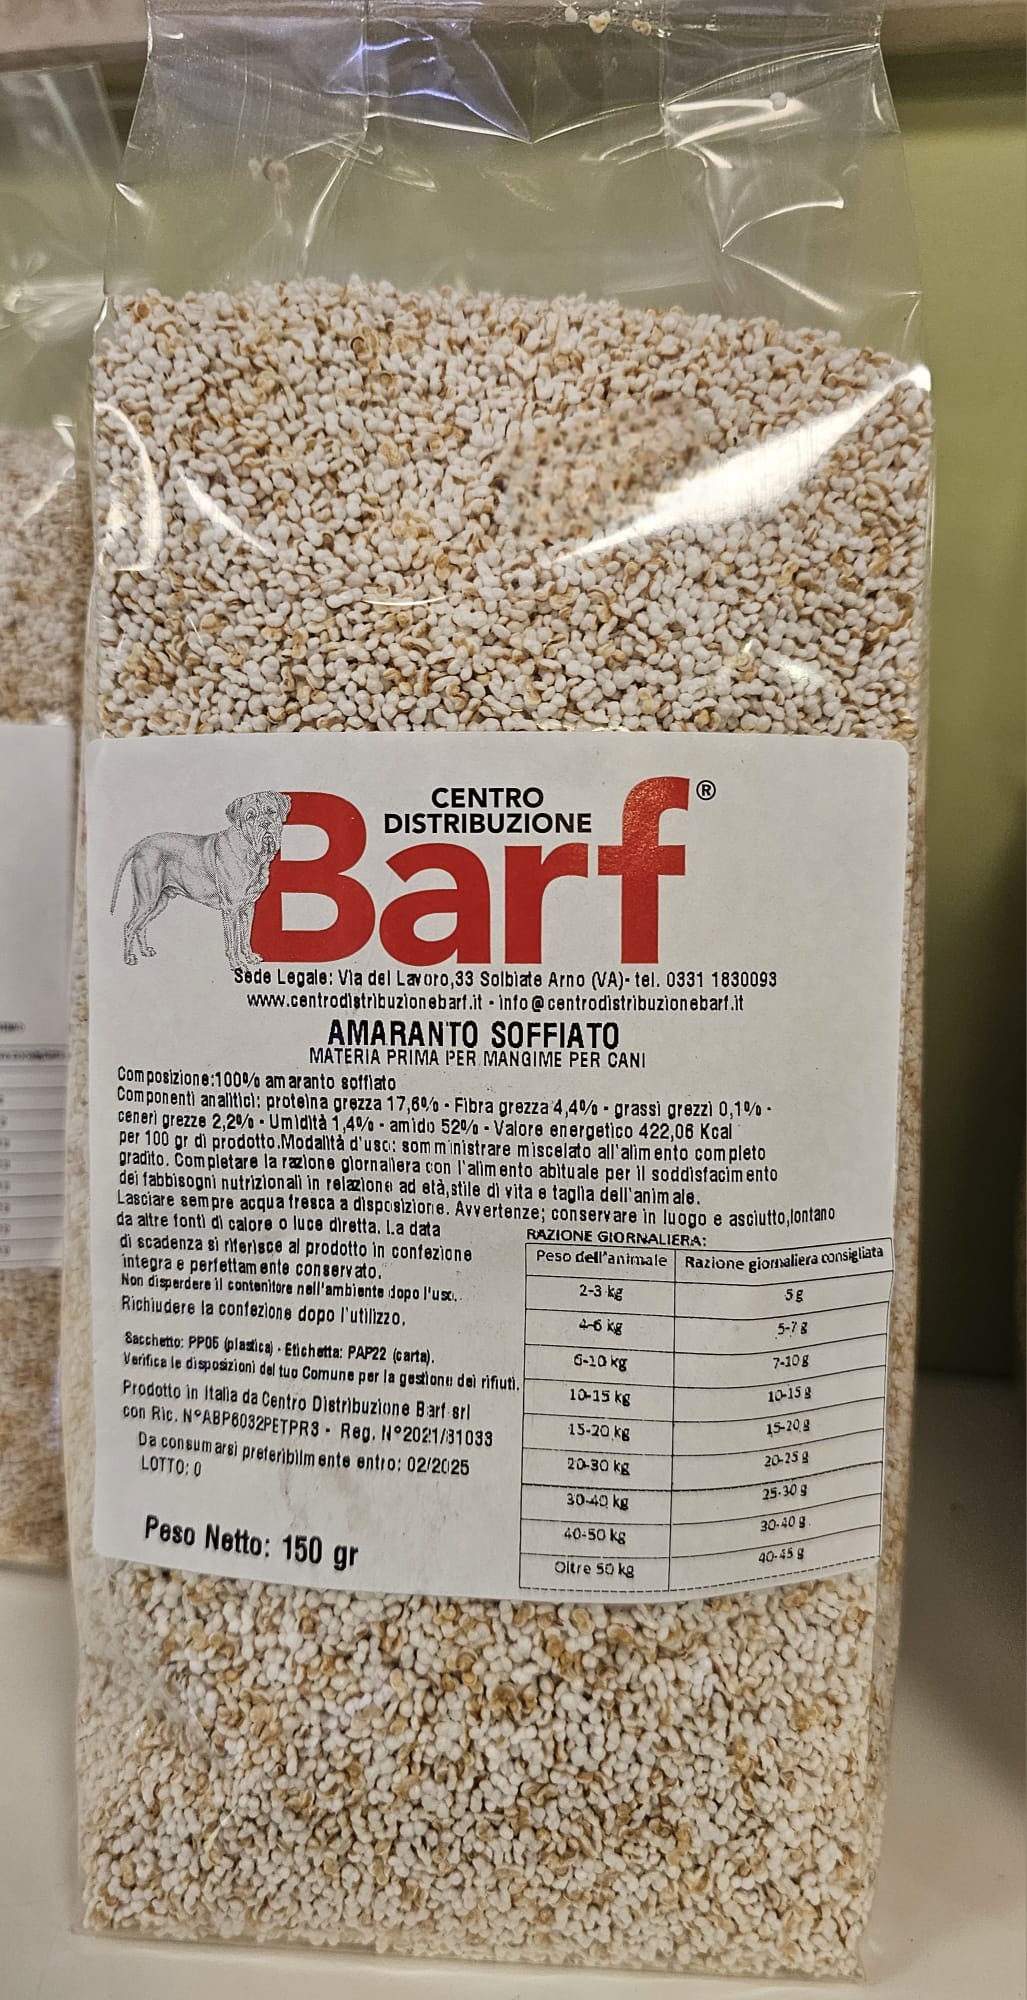 CENTRO
DISTRIBUZIONE
Barf®
Sede Legale: Via del Lavoro,33 Solbiate Arno (VA)- tel. 0331 1830093
www.centrodistribuzionebarf.it - info@centrodistribuzionebarf.it
AMARANTO SOFFIATO
MATERIA PRIMA PER MANGIME PER CANI
Composizione:100% amaranto soffiato
Componenti analitici: proteina grezza 17,6% - Fibra grezza 4,4% - grassi grezzi 0,1% -
ceneri grezze 2,2% - Umidità 1,4% - amido 52% - Valore energetico 422,06 Kcal
per 100 gr di prodotto.Modalità d'uso: somministrare miscelato all'alimento completo
gradito. Completare la razione giornaliera con l'alimento abituale per il soddisfacimento
dei fabbisogni nutrizionali in relazione ad età,stile di vita e taglia dell'animale.
Lasciare sempre acqua fresca a disposizione. Avvertenze; conservare in luogo e asciutto,lontano
da altre fonti di calore o luce diretta. La data
di scadenza si riferisce al prodotto in confezione
integra e perfettamente conservato.
Non disperdere il contenitore nell'ambiente dopo l'uso..
Richiudere la confezione dopo l'utilizzo.
Sacchetto: PP05 (plastica) - Etichetta: PAP22 (carta).
Verifica le disposizioni del tuo Comune per la gestione dei rifiuti.
Prodotto in Italia da Centro Distribuzione Barf srl
con Ric. N°ABP6032PETPR3 - Reg. N°2021/31033
Da consumarsi preferibilmente entro: 02/2025
LOTTO: 0
Peso Netto: 150 gr
RAZIONE GIORNALIERA:
Peso dell'animale Razione giornaliera consigliata
2-3 kg 5 g
4-6 kg 5-7 g
6-10 kg 7-10 g
10-15 kg 10-15 g
15-20 kg 15-20 g
20-30 kg 20-25 g
30-40 kg 25-30 g
40-50 kg 30-40 g
Oltre 50 kg 40-45 g